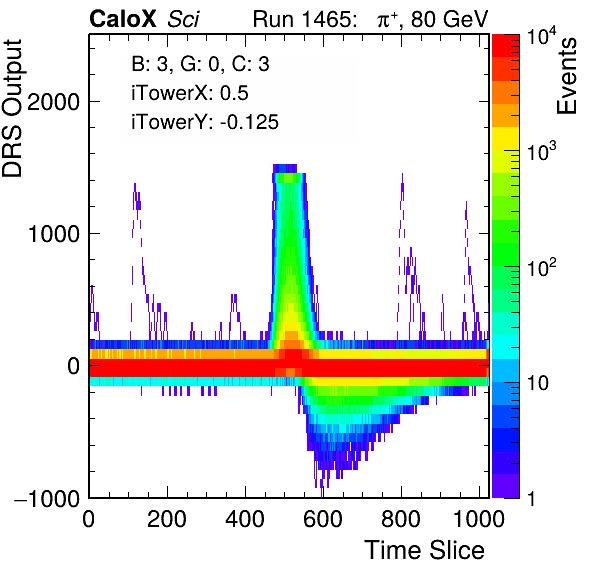 CaloX Sci Run 1465: π⁺, 80 GeV
B: 3, G: 0, C: 3
iTowerX: 0.5
iTowerY: -0.125
DRS Output
2000
1000
0
−1000
0 200 400 600 800 1000
Time Slice
Events
10⁴
10³
10²
10
1